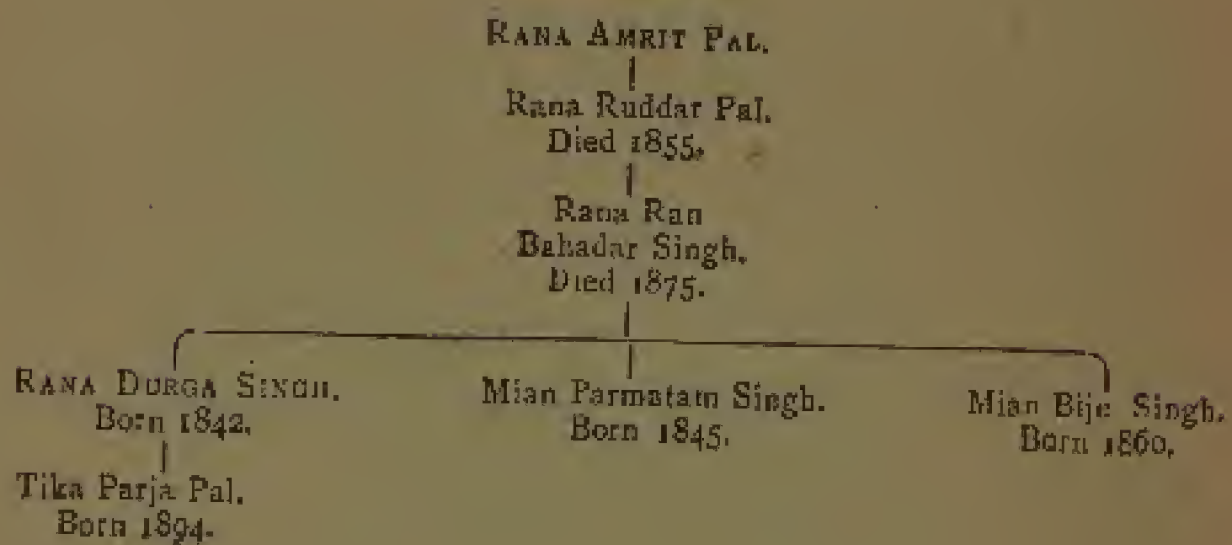 RANA AMRIT PAL.
Rana Ruddar Pal.
Died 1855.
Rana Ran
Bahadar Singh.
Died 1875.
RANA DURGA SINGH.
Born 1842.
Mian Parmatam Singh.
Born 1845.
Mian Bije Singh.
Born 1860.
Tika Parja Pal.
Born 1894.